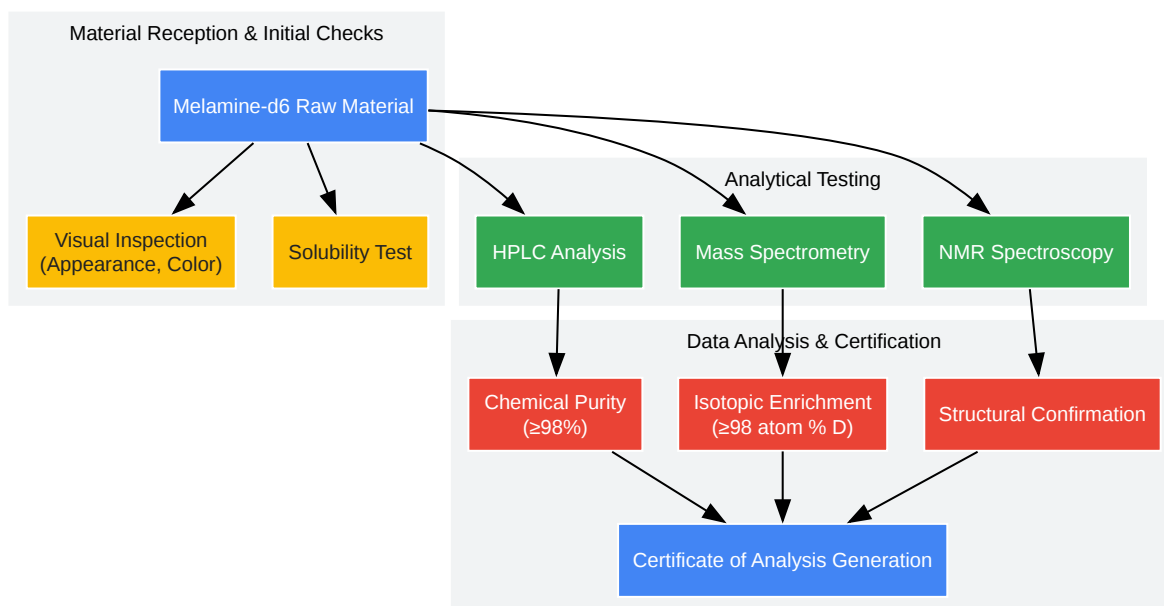 Material Reception & Initial Checks
Melamine-d6 Raw Material
Analytical Testing
Visual Inspection
(Appearance, Color)
Solubility Test
HPLC Analysis
Mass Spectrometry
NMR Spectroscopy
Data Analysis & Certification
Chemical Purity
(≥98%)
Isotopic Enrichment
(≥98 atom % D)
Structural Confirmation
Certificate of Analysis Generation